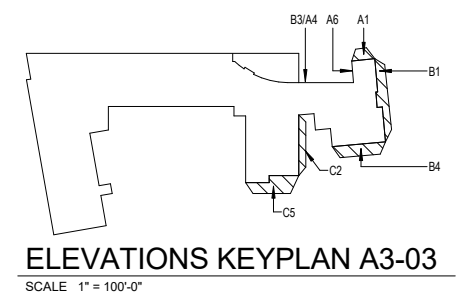 B3/A4 A6 A1
B1
B4
C2
C5
ELEVATIONS KEYPLAN A3-03
SCALE 1" = 100'-0"